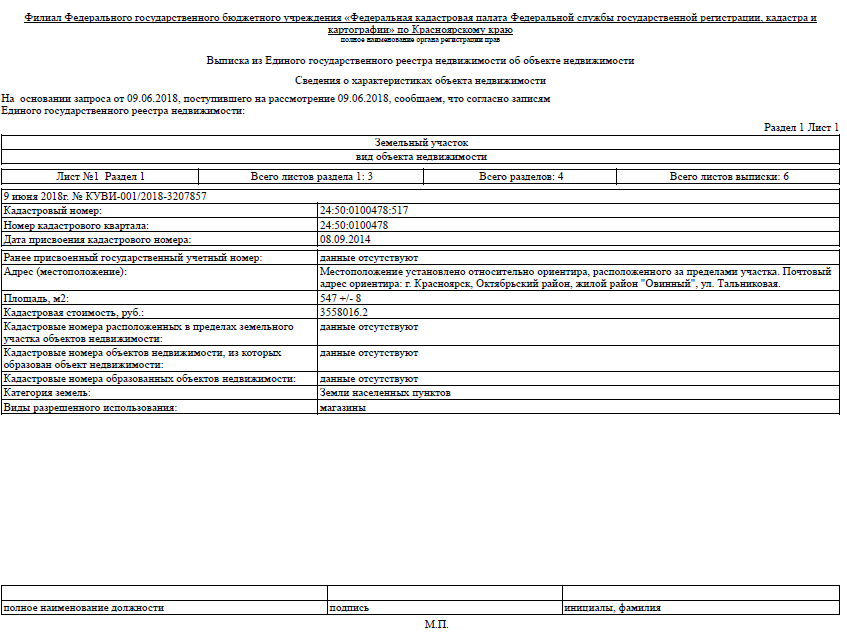 Филиал Федерального государственного бюджетного учреждения «Федеральная кадастровая палата Федеральной службы государственной регистрации, кадастра и
картографии» по Красноярскому краю
полное наименование органа регистрации прав
Выписка из Единого государственного реестра недвижимости об объекте недвижимости
Сведения о характеристиках объекта недвижимости
На основании запроса от 09.06.2018, поступившего на рассмотрение 09.06.2018, сообщаем, что согласно записям
Единого государственного реестра недвижимости:
Раздел 1 Лист 1
Земельный участок
вид объекта недвижимости
Лист №1 Раздел 1 Всего листов раздела 1: 3 Всего разделов: 4 Всего листов выписки: 6
9 июня 2018г. № КУВИ-001/2018-3207857
Кадастровый номер: 24:50:0100478:517
Номер кадастрового квартала: 24:50:0100478
Дата присвоения кадастрового номера: 08.09.2014
Ранее присвоенный государственный учетный номер: данные отсутствуют
Адрес (местоположение): Местоположение установлено относительно ориентира, расположенного за пределами участка. Почтовый
адрес ориентира: г. Красноярск, Октябрьский район, жилой район "Овинный", ул. Тальниковая.
Площадь, м2: 547 +/- 8
Кадастровая стоимость, руб.: 3558016.2
Кадастровые номера расположенных в пределах земельного данные отсутствуют
участка объектов недвижимости:
Кадастровые номера объектов недвижимости, из которых данные отсутствуют
образован объект недвижимости:
Кадастровые номера образованных объектов недвижимости: данные отсутствуют
Категория земель: Земли населенных пунктов
Виды разрешенного использования: магазины
полное наименование должности подпись инициалы, фамилия
М.П.